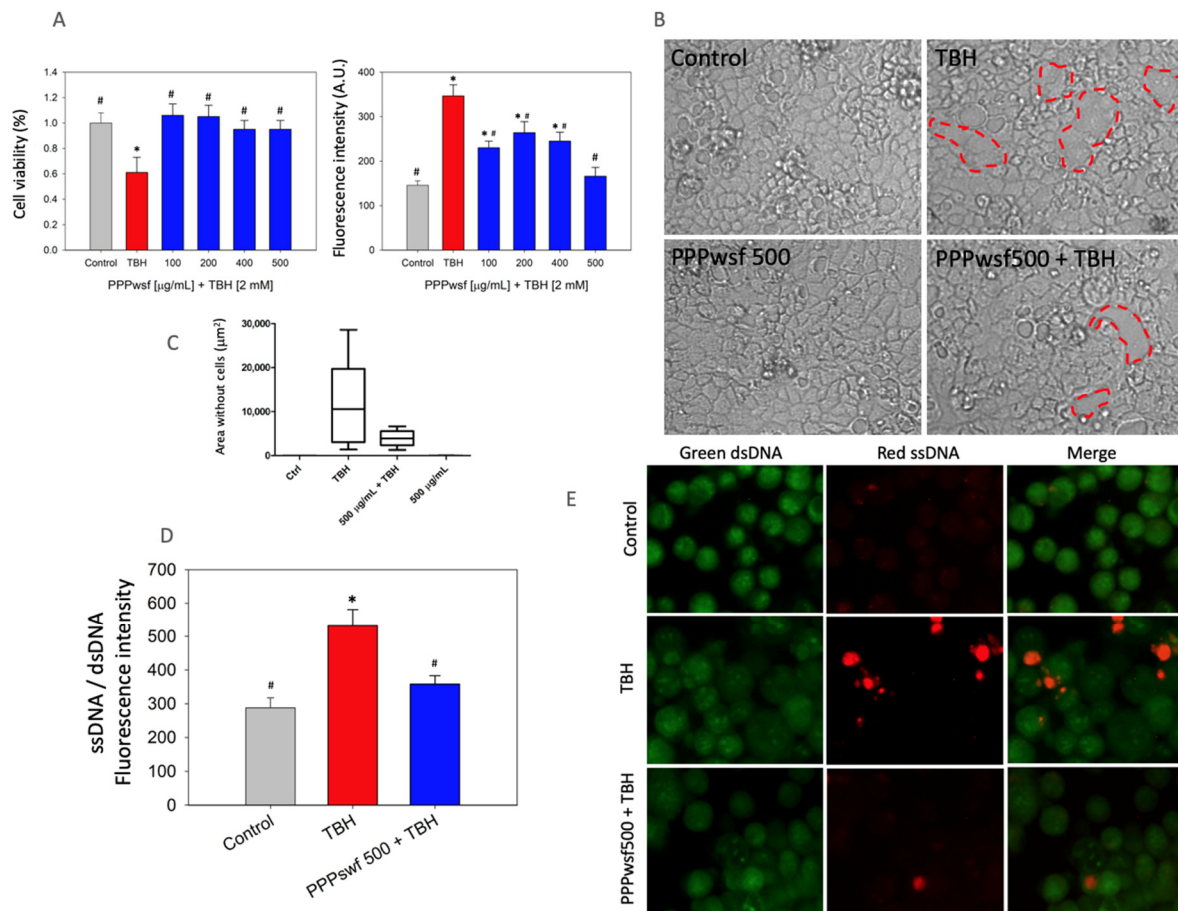 A
Cell viability (%)
1.4
1.2
1.0
0.8
0.6
0.4
0.2
0.0
#
*
#
#
#
#
Control TBH 100 200 400 500
PPPwsf [µg/mL] + TBH [2 mM]
Fluorescence intensity (A.U.)
400
300
200
100
0
#
*
* #
* #
* #
#
Control TBH 100 200 400 500
PPPwsf [µg/mL] + TBH [2 mM]
B
Control
TBH
PPPwsf 500
PPPwsf500 + TBH
C
Area without cells (µm²)
30,000
20,000
10,000
0
Ctrl
TBH
500 µg/mL + TBH
500 µg/mL
D
ssDNA / dsDNA
Fluorescence intensity
700
600
500
400
300
200
100
0
#
*
#
Control
TBH
PPPswf 500 + TBH
E
Green dsDNA
Red ssDNA
Merge
Control
TBH
PPPwsf500 + TBH